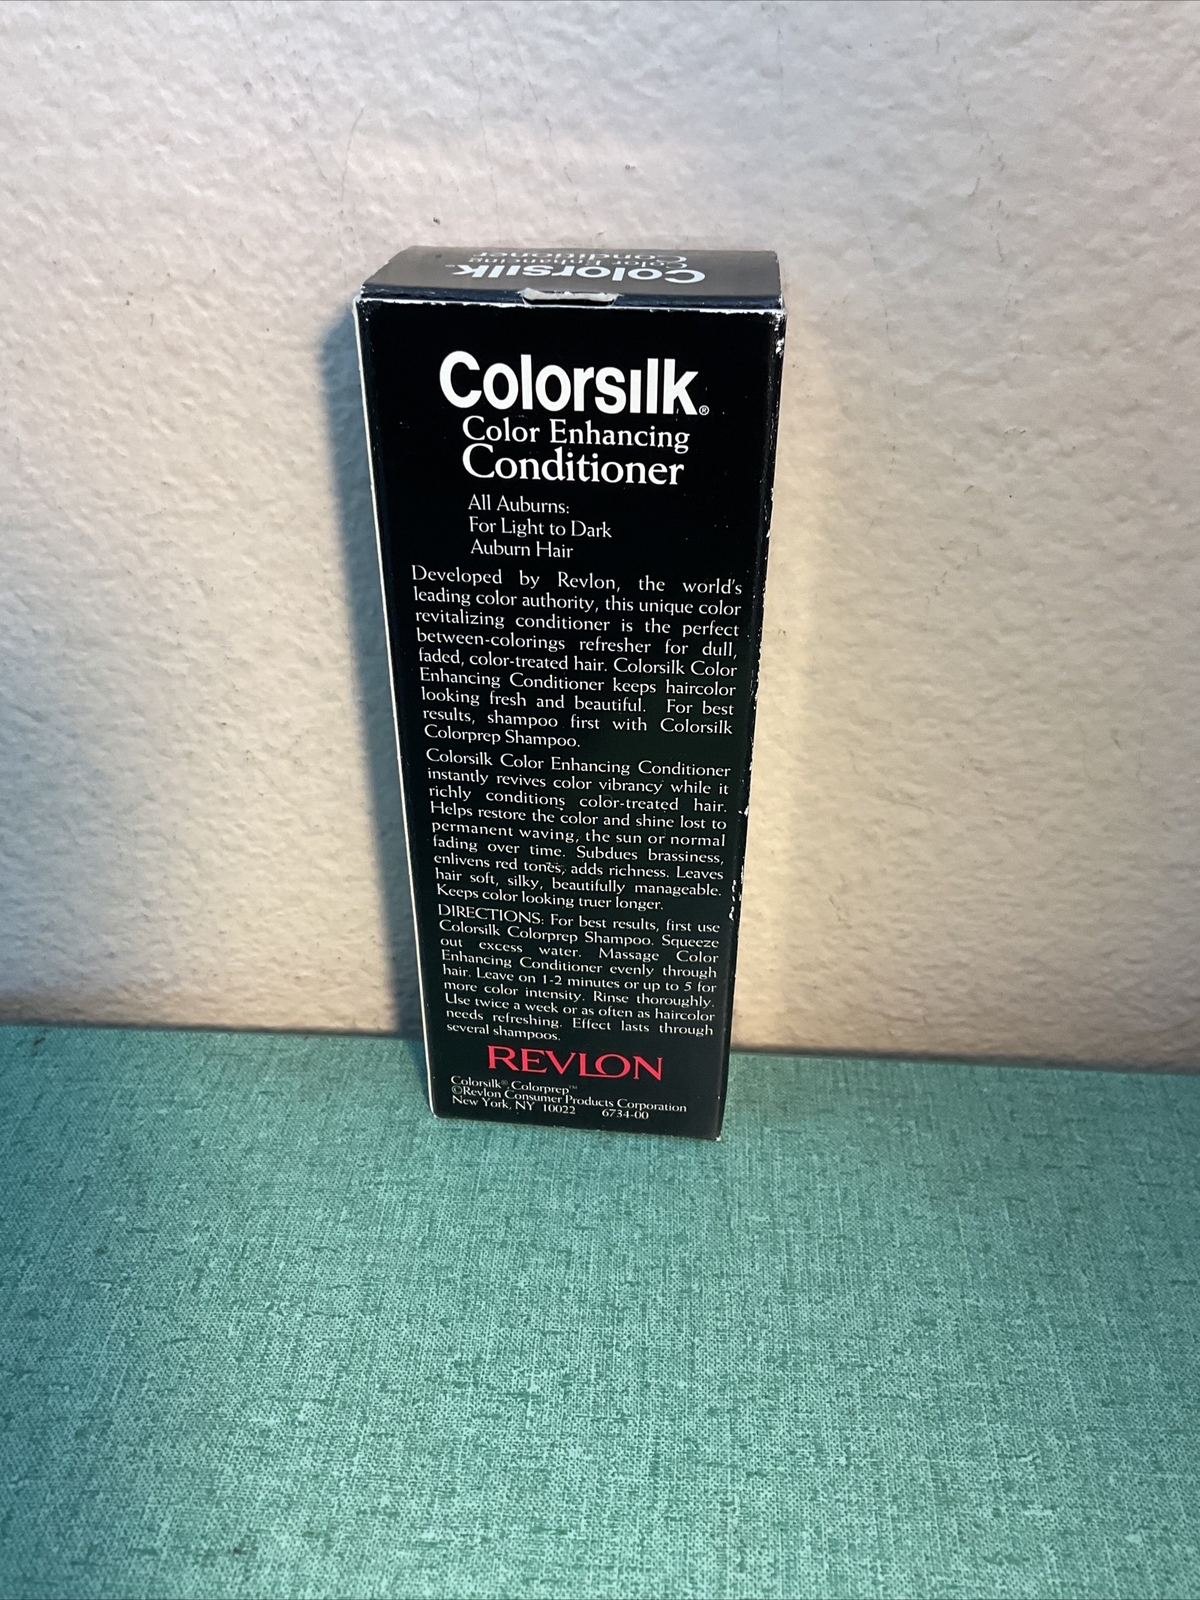 Colorsilk
Color Enhancing
Conditioner
Colorsilk®
Color Enhancing
Conditioner
All Auburns:
For Light to Dark
Auburn Hair
Developed by Revlon, the world's
leading color authority, this unique color
revitalizing conditioner is the perfect
between-colorings refresher for dull,
faded, color-treated hair. Colorsilk Color
Enhancing Conditioner keeps haircolor
looking fresh and beautiful. For best
results, shampoo first with Colorsilk
Colorprep Shampoo.
Colorsilk Color Enhancing Conditioner
instantly revives color vibrancy while it
richly conditions color-treated hair.
Helps restore the color and shine lost to
permanent waving, the sun or normal
fading over time. Subdues brassiness,
enlivens red tones, adds richness. Leaves
hair soft, silky, beautifully manageable.
Keeps color looking truer longer.
DIRECTIONS: For best results, first use
Colorsilk Colorprep Shampoo. Squeeze
out excess water. Massage Color
Enhancing Conditioner evenly through
hair. Leave on 1-2 minutes or up to 5 for
more color intensity. Rinse thoroughly.
Use twice a week or as often as haircolor
needs refreshing. Effect lasts through
several shampoos.
REVLON
Colorsilk® Colorprep™
©Revlon Consumer Products Corporation
New York, NY 10022 6734-00